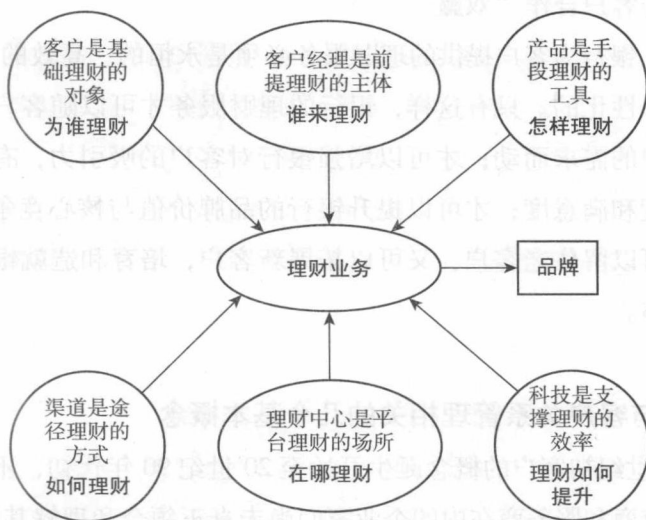 客户是基
础理财的
对象
为谁理财
客户经理是前
提理财的主体
谁来理财
产品是手
段理财的
工具
怎样理财
理财业务
品牌
渠道是途
径理财的
方式
如何理财
理财中心是平
台理财的场所
在哪理财
科技是支
撑理财的
效率
理财如何
提升